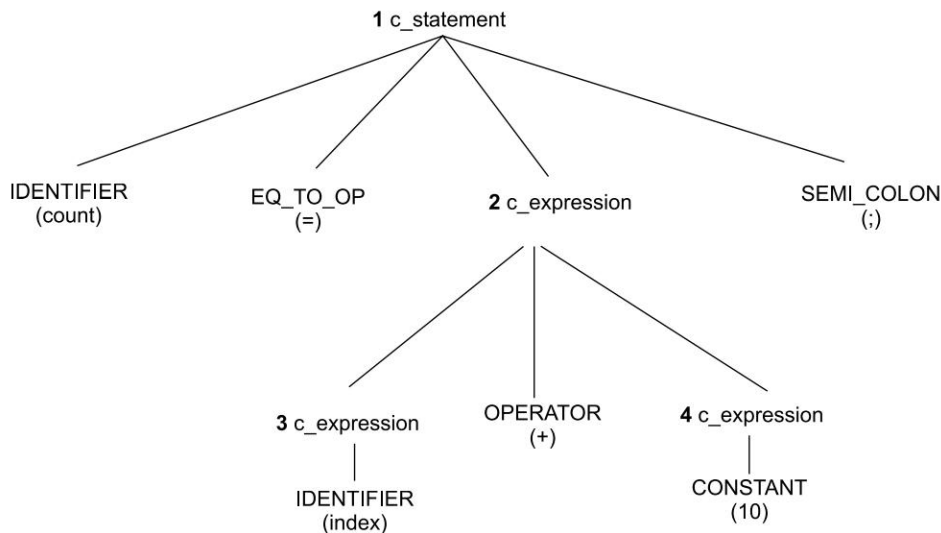 1 c_statement
IDENTIFIER
(count)
EQ_TO_OP
(=)
2 c_expression
SEMI_COLON
(;)
3 c_expression
OPERATOR
(+)
4 c_expression
IDENTIFIER
(index)
CONSTANT
(10)